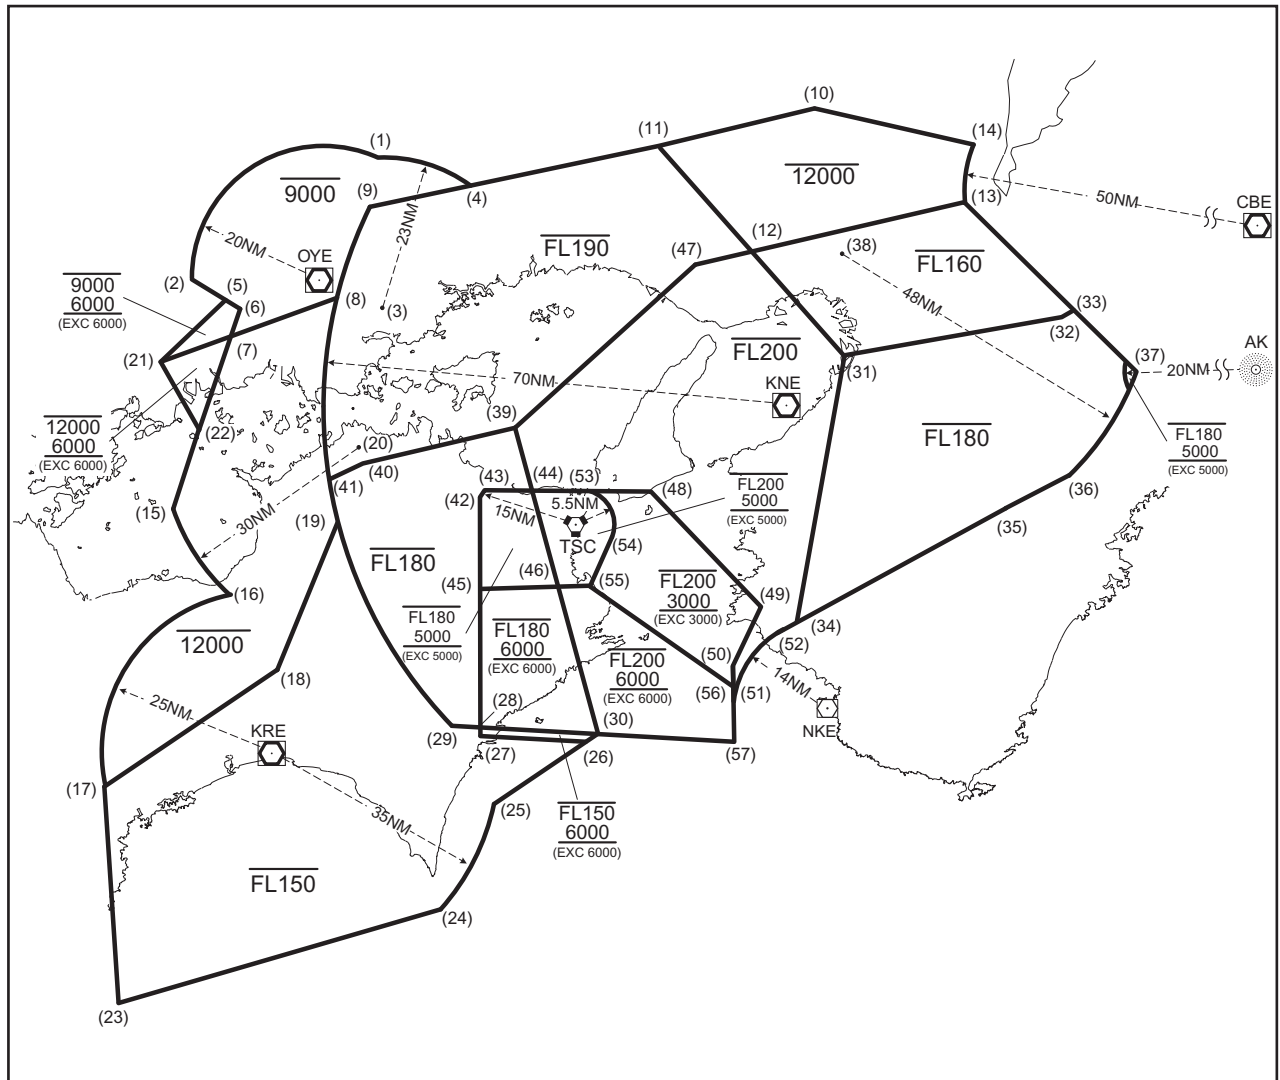 (10)
(11)
(14)
(1)
12000
9000
(9)
(4)
(13)
50NM
CBE
23NM
20NM
OYE
FL190
(12)
(38)
(47)
FL160
9000
6000
(EXC 6000)
(2)
(5)
(6)
(8)
(3)
48NM
(33)
(32)
(21)
(7)
FL200
(31)
(37)
AK
20NM
70NM
KNE
12000
6000
(EXC 6000)
(22)
(39)
(20)
(40)
(41)
FL180
FL180
5000
(EXC 5000)
(15)
30NM
(19)
(42)
(43)
(44)
(53)
(48)
FL200
5000
(EXC 5000)
(36)
5.5NM
15NM
TSC
(54)
(35)
FL180
(45)
(46)
(55)
FL200
3000
(EXC 3000)
(16)
(49)
FL180
5000
(EXC 5000)
FL180
6000
(EXC 6000)
12000
(34)
(52)
FL200
6000
(EXC 6000)
(50)
(18)
(56)
(51)
14NM
25NM
(28)
(30)
NKE
KRE
(29)
(27)
(26)
(57)
(17)
(25)
35NM
FL150
6000
(EXC 6000)
FL150
(24)
(23)